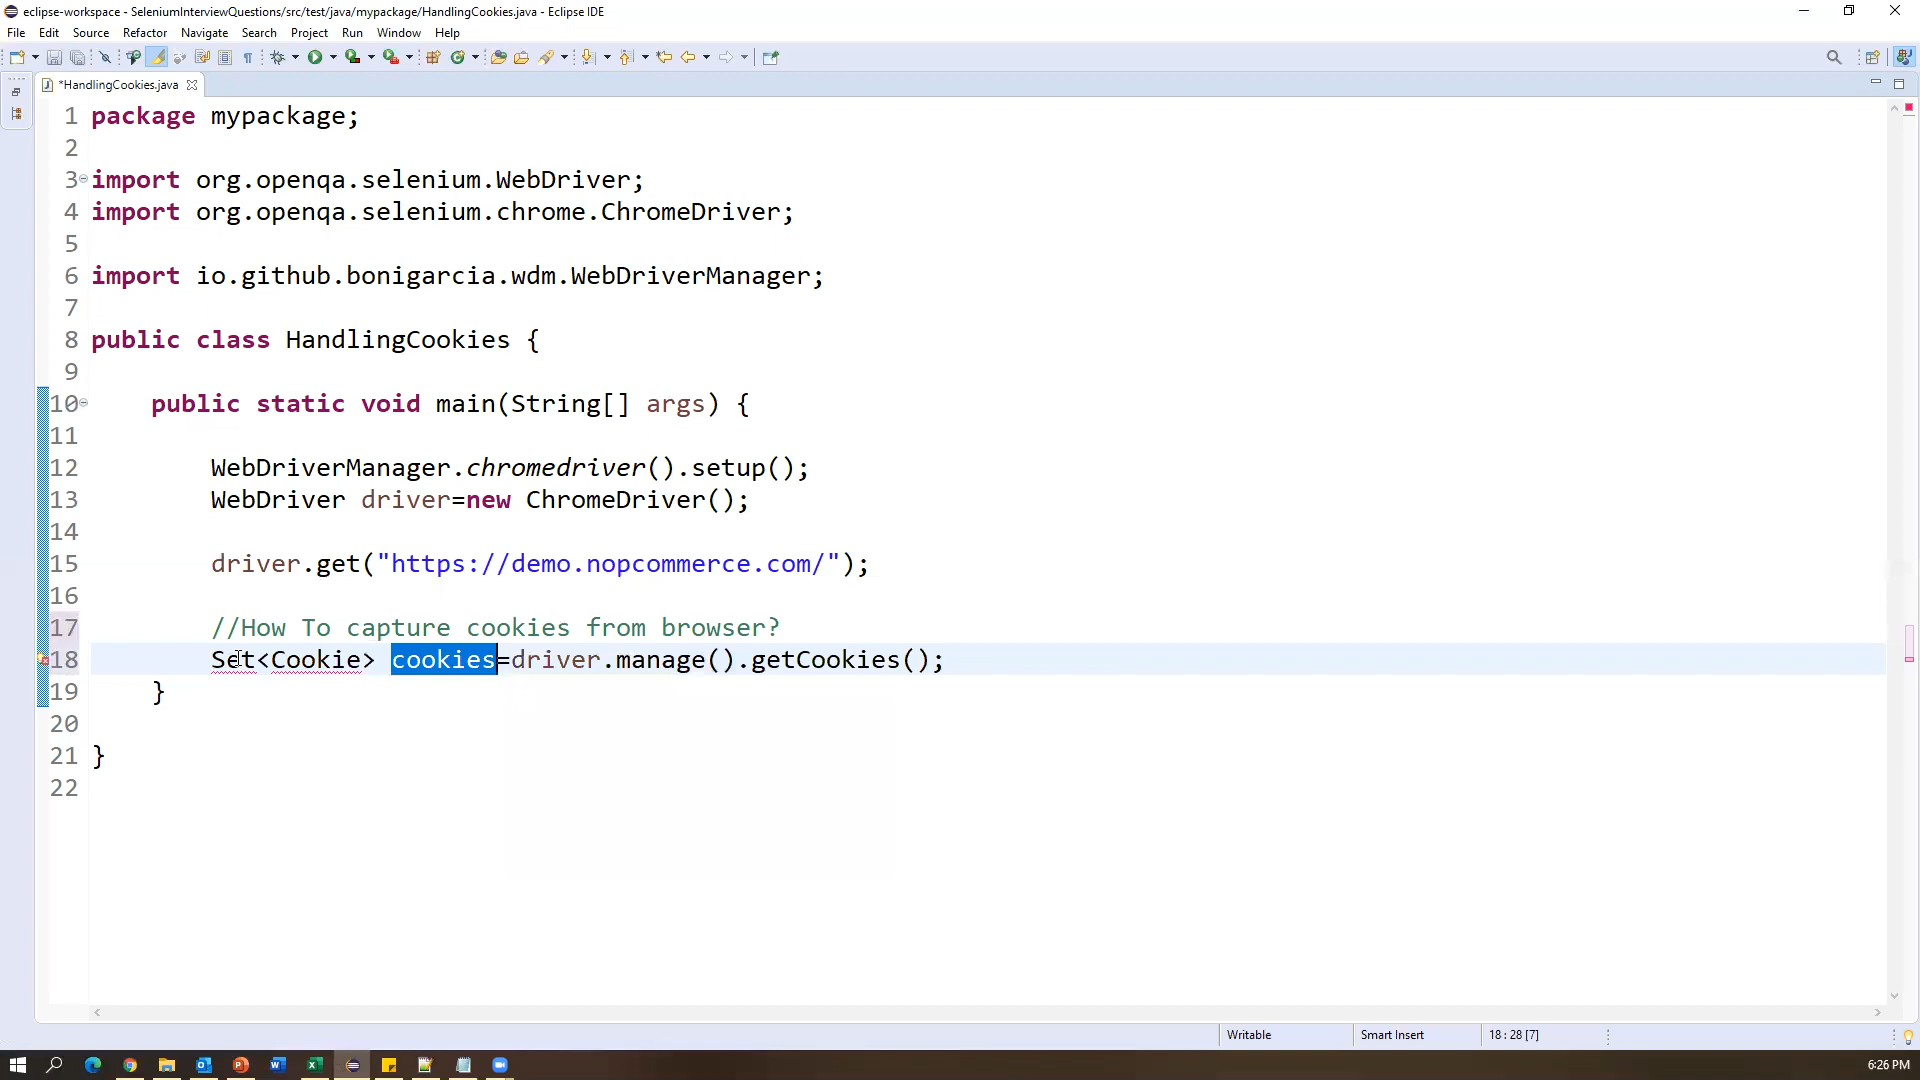 eclipse-workspace - SeleniumInterviewQuestions/src/test/java/mypackage/HandlingCookies.java - Eclipse IDE
File Edit Source Refactor Navigate Search Project Run Window Help
*HandlingCookies.java
1 package mypackage;
2
3 import org.openqa.selenium.WebDriver;
4 import org.openqa.selenium.chrome.ChromeDriver;
5
6 import io.github.bonigarcia.wdm.WebDriverManager;
7
8 public class HandlingCookies {
9
10 public static void main(String[] args) {
11
12 WebDriverManager.chromedriver().setup();
13 WebDriver driver=new ChromeDriver();
14
15 driver.get("https://demo.nopcommerce.com/");
16
17 //How To capture cookies from browser?
18 Set<Cookie> cookies=driver.manage().getCookies();
19 }
20
21 }
22
Writable Smart Insert 18 : 28 [7]
6:26 PM